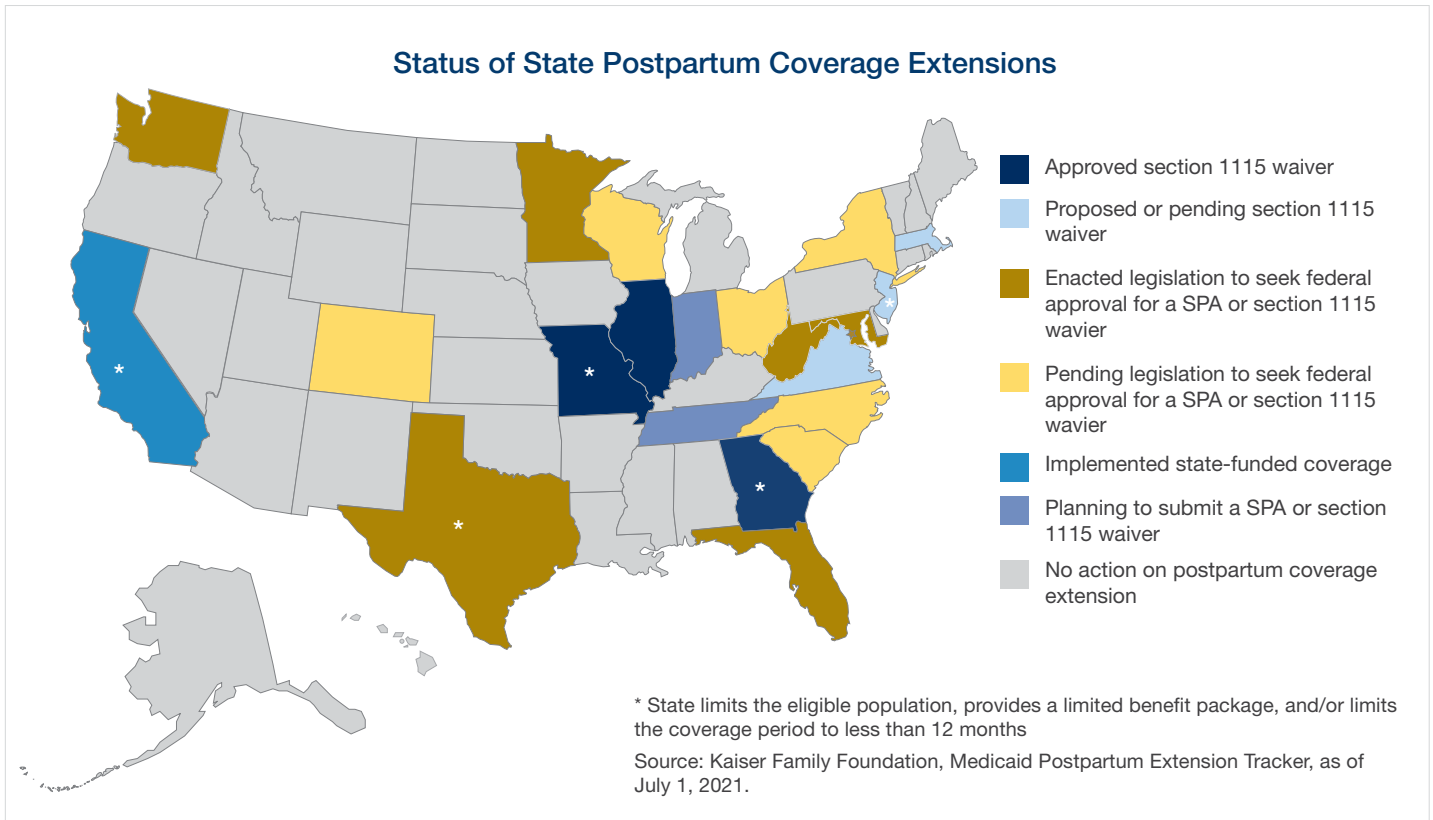 Status of State Postpartum Coverage Extensions
Approved section 1115 waiver
Proposed or pending section 1115
waiver
Enacted legislation to seek federal
approval for a SPA or section 1115
wavier
Pending legislation to seek federal
approval for a SPA or section 1115
wavier
Implemented state-funded coverage
Planning to submit a SPA or section
1115 waiver
No action on postpartum coverage
extension
*
*
*
*
*
* State limits the eligible population, provides a limited benefit package, and/or limits
the coverage period to less than 12 months
Source: Kaiser Family Foundation, Medicaid Postpartum Extension Tracker, as of
July 1, 2021.